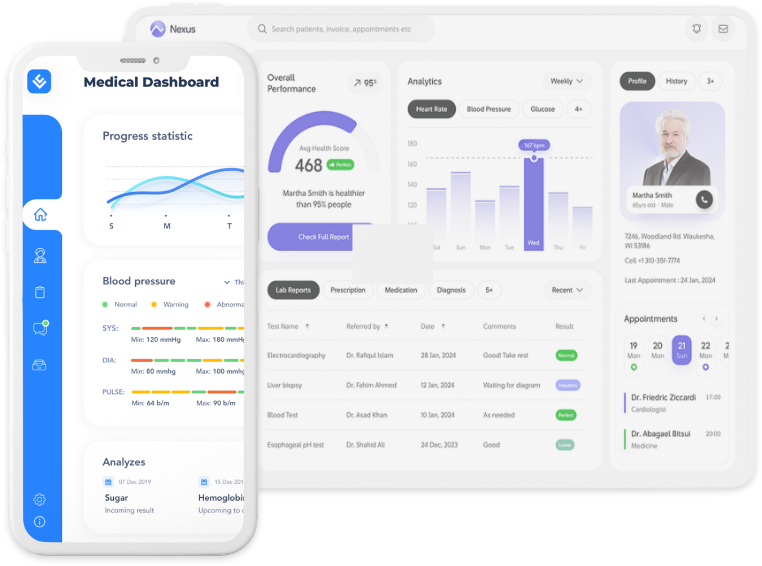 Nexus
Search patients, invoice, appointments etc
Medical Dashboard
Progress statistic
S M T
Blood pressure
Normal Warning
SYS:
Min: 120 mmHg Max: 180 mmHg
DIA:
Min: 80 mmhg Max: 100 mmhg
PULSE:
Min: 64 b/m Max: 90 b/m
Analyzes
07 Dec 2019 15 Dec 201
Sugar Hemoglobin
Incoming result Upcoming to
Overall
Performance
95%
Avg Health Score
468 Perfect
Martha Smith is healthier
than 95% people
Check Full Report
Analytics Weekly
Heart Rate Blood Pressure Glucose 4+
180
160
140
120
100
167 bpm
Sat Sun Mon Tues Wed Thu Fri
Lab Reports Prescription Medication Diagnosis 5+ Recent
Test Name Referred by Date Comments Result
Electrocardiography Dr. Rafiqul Islam 28 Jan, 2024 Good! Take rest Normal
Liver biopsy Dr. Fahim Ahmed 12 Jan, 2024 Waiting for diagram
Blood Test Dr. Asad Khan 10 Jan, 2024 As needed Perfect
Esophageal pH test Dr. Shahid Ali 24 Dec, 2023 Good
Profile History 3+
Martha Smith
65yrs old · Male
7246, Woodland Rd. Waukesha,
WI 53186
Cell +1 310-351-7774
Last Appointment : 24 Jan, 2024
Appointments
19 20 21 22
Mon Mon Sun Mon
Dr. Friedric Ziccardi 17:00
Cardiologist
Dr. Abagael Bitsui 20:00
Medicine